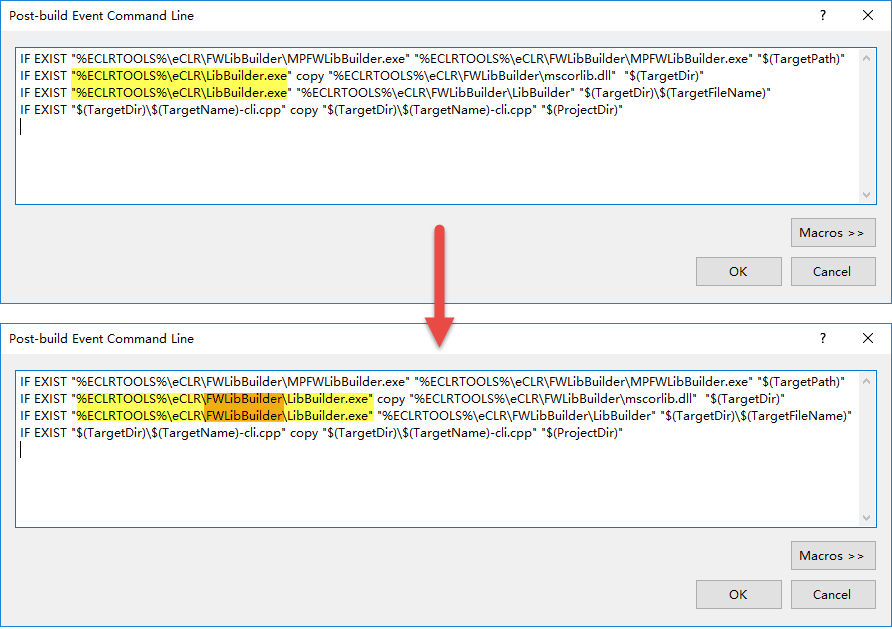 Post-build Event Command Line
IF EXIST "%ECLRTOOLS%\eCLR\FWLibBuilder\MPFWLibBuilder.exe" "%ECLRTOOLS%\eCLR\FWLibBuilder\MPFWLibBuilder.exe" "$(TargetPath)"
IF EXIST "%ECLRTOOLS%\eCLR\LibBuilder.exe" copy "%ECLRTOOLS%\eCLR\FWLibBuilder\mscorlib.dll"  "$(TargetDir)"
IF EXIST "%ECLRTOOLS%\eCLR\LibBuilder.exe" "%ECLRTOOLS%\eCLR\FWLibBuilder\LibBuilder" "$(TargetDir)\$(TargetFileName)"
IF EXIST "$(TargetDir)\$(TargetName)-cli.cpp" copy "$(TargetDir)\$(TargetName)-cli.cpp" "$(ProjectDir)"
Macros >>
OK Cancel
Post-build Event Command Line
IF EXIST "%ECLRTOOLS%\eCLR\FWLibBuilder\MPFWLibBuilder.exe" "%ECLRTOOLS%\eCLR\FWLibBuilder\MPFWLibBuilder.exe" "$(TargetPath)"
IF EXIST "%ECLRTOOLS%\eCLR\FWLibBuilder\LibBuilder.exe" copy "%ECLRTOOLS%\eCLR\FWLibBuilder\mscorlib.dll"  "$(TargetDir)"
IF EXIST "%ECLRTOOLS%\eCLR\FWLibBuilder\LibBuilder.exe" "%ECLRTOOLS%\eCLR\FWLibBuilder\LibBuilder" "$(TargetDir)\$(TargetFileName)"
IF EXIST "$(TargetDir)\$(TargetName)-cli.cpp" copy "$(TargetDir)\$(TargetName)-cli.cpp" "$(ProjectDir)"
Macros >>
OK Cancel